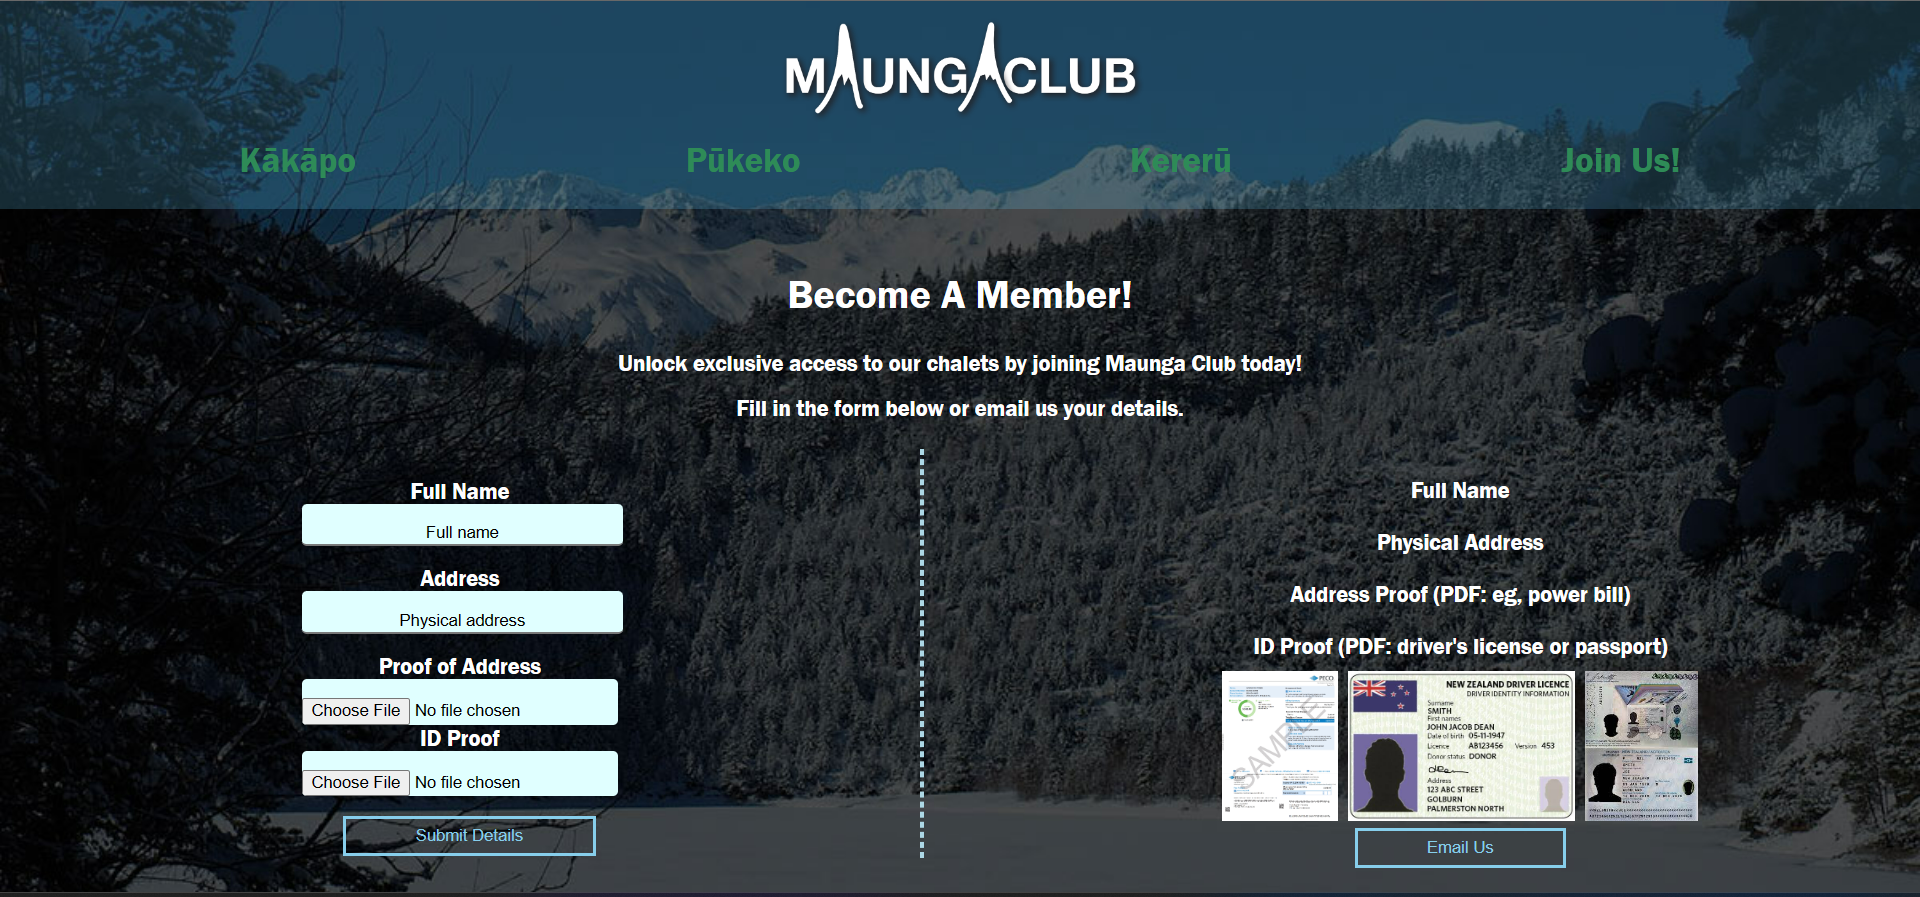 MAUNGACLUB
Kākāpo Pūkeko Kererū Join Us!
Become A Member!
Unlock exclusive access to our chalets by joining Maunga Club today!
Fill in the form below or email us your details.
Full Name
Full name
Address
Physical address
Proof of Address
Choose File No file chosen
ID Proof
Choose File No file chosen
Submit Details
Full Name
Physical Address
Address Proof (PDF: eg, power bill)
ID Proof (PDF: driver's license or passport)
PECO
SAMPLE
NEW ZEALAND DRIVER LICENCE
DRIVER IDENTITY INFORMATION
Surname
SMITH
First names
JOHN JACOB DEAN
Date of birth 05-11-1947
Licence AB123456 Version 453
Donor status DONOR
Address
123 ABC STREET
GOLBURN
PALMERSTON NORTH
Email Us